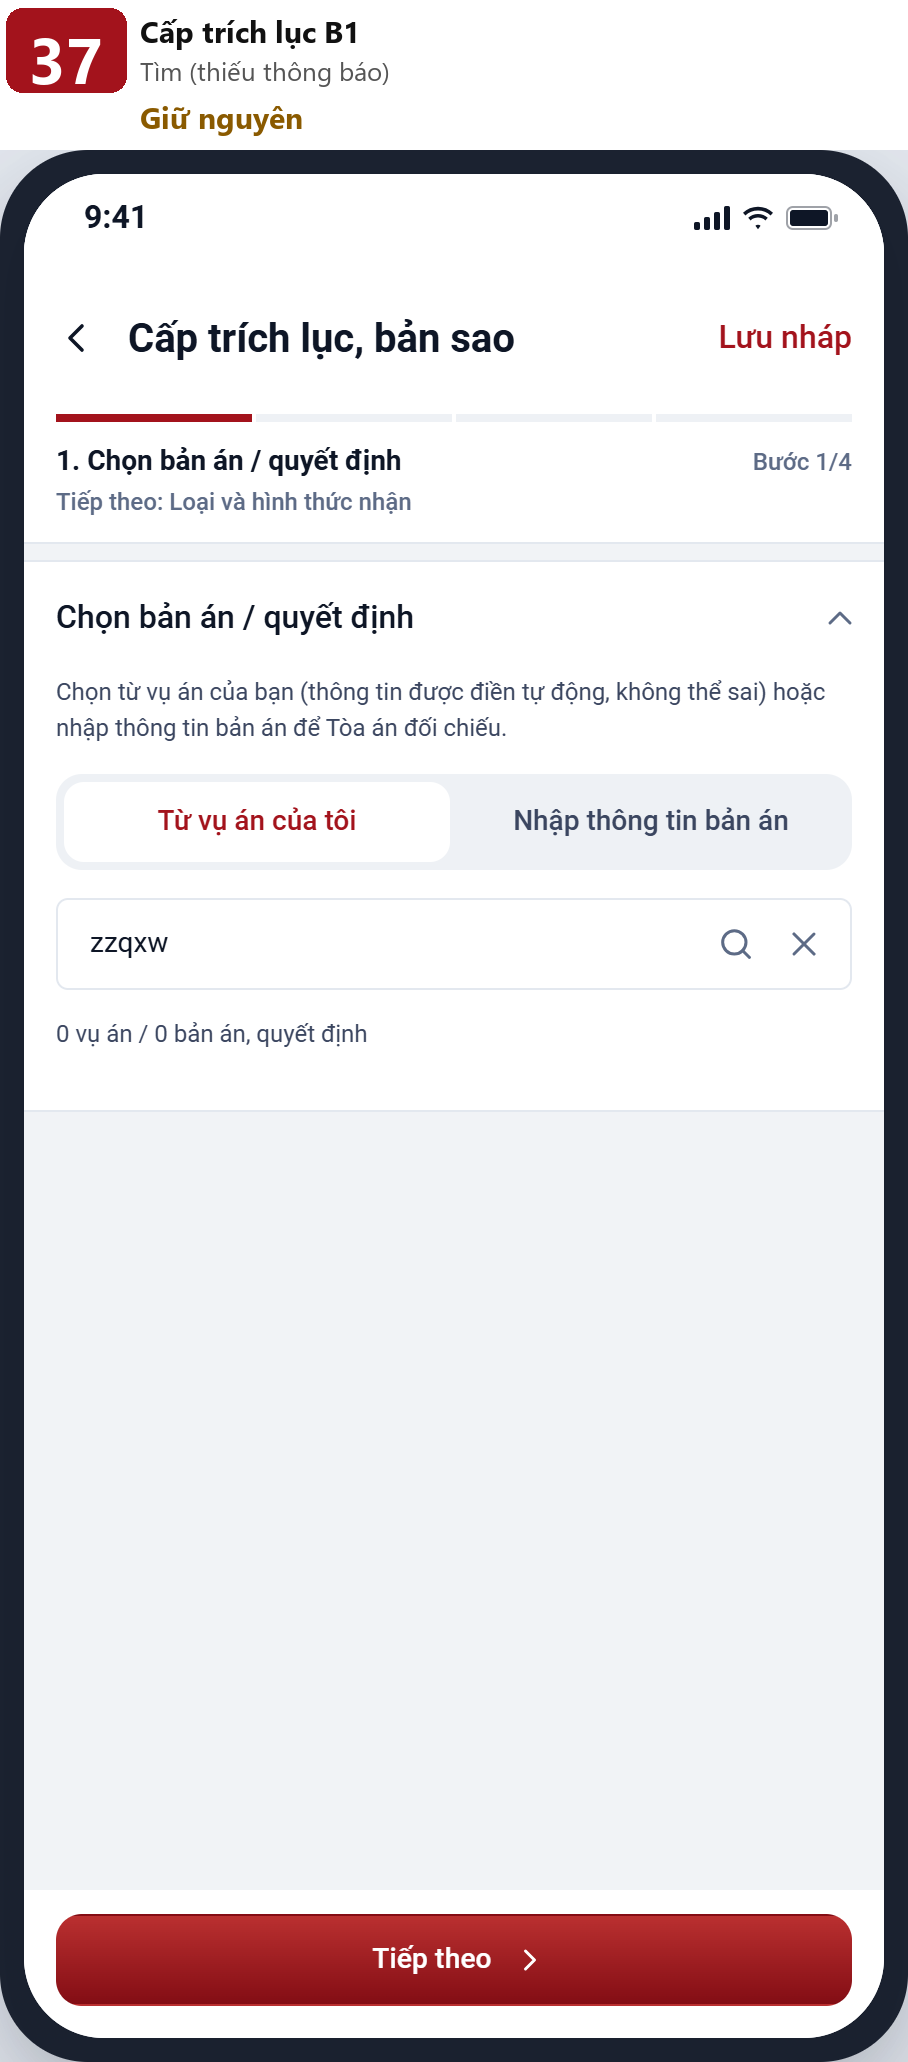 37
Cấp trích lục B1
Tìm (thiếu thông báo)
Giữ nguyên
9:41
Cấp trích lục, bản sao
Lưu nháp
1. Chọn bản án / quyết định
Bước 1/4
Tiếp theo: Loại và hình thức nhận
Chọn bản án / quyết định
Chọn từ vụ án của bạn (thông tin được điền tự động, không thể sai) hoặc
nhập thông tin bản án để Tòa án đối chiếu.
Từ vụ án của tôi
Nhập thông tin bản án
zzqxw
0 vụ án / 0 bản án, quyết định
Tiếp theo